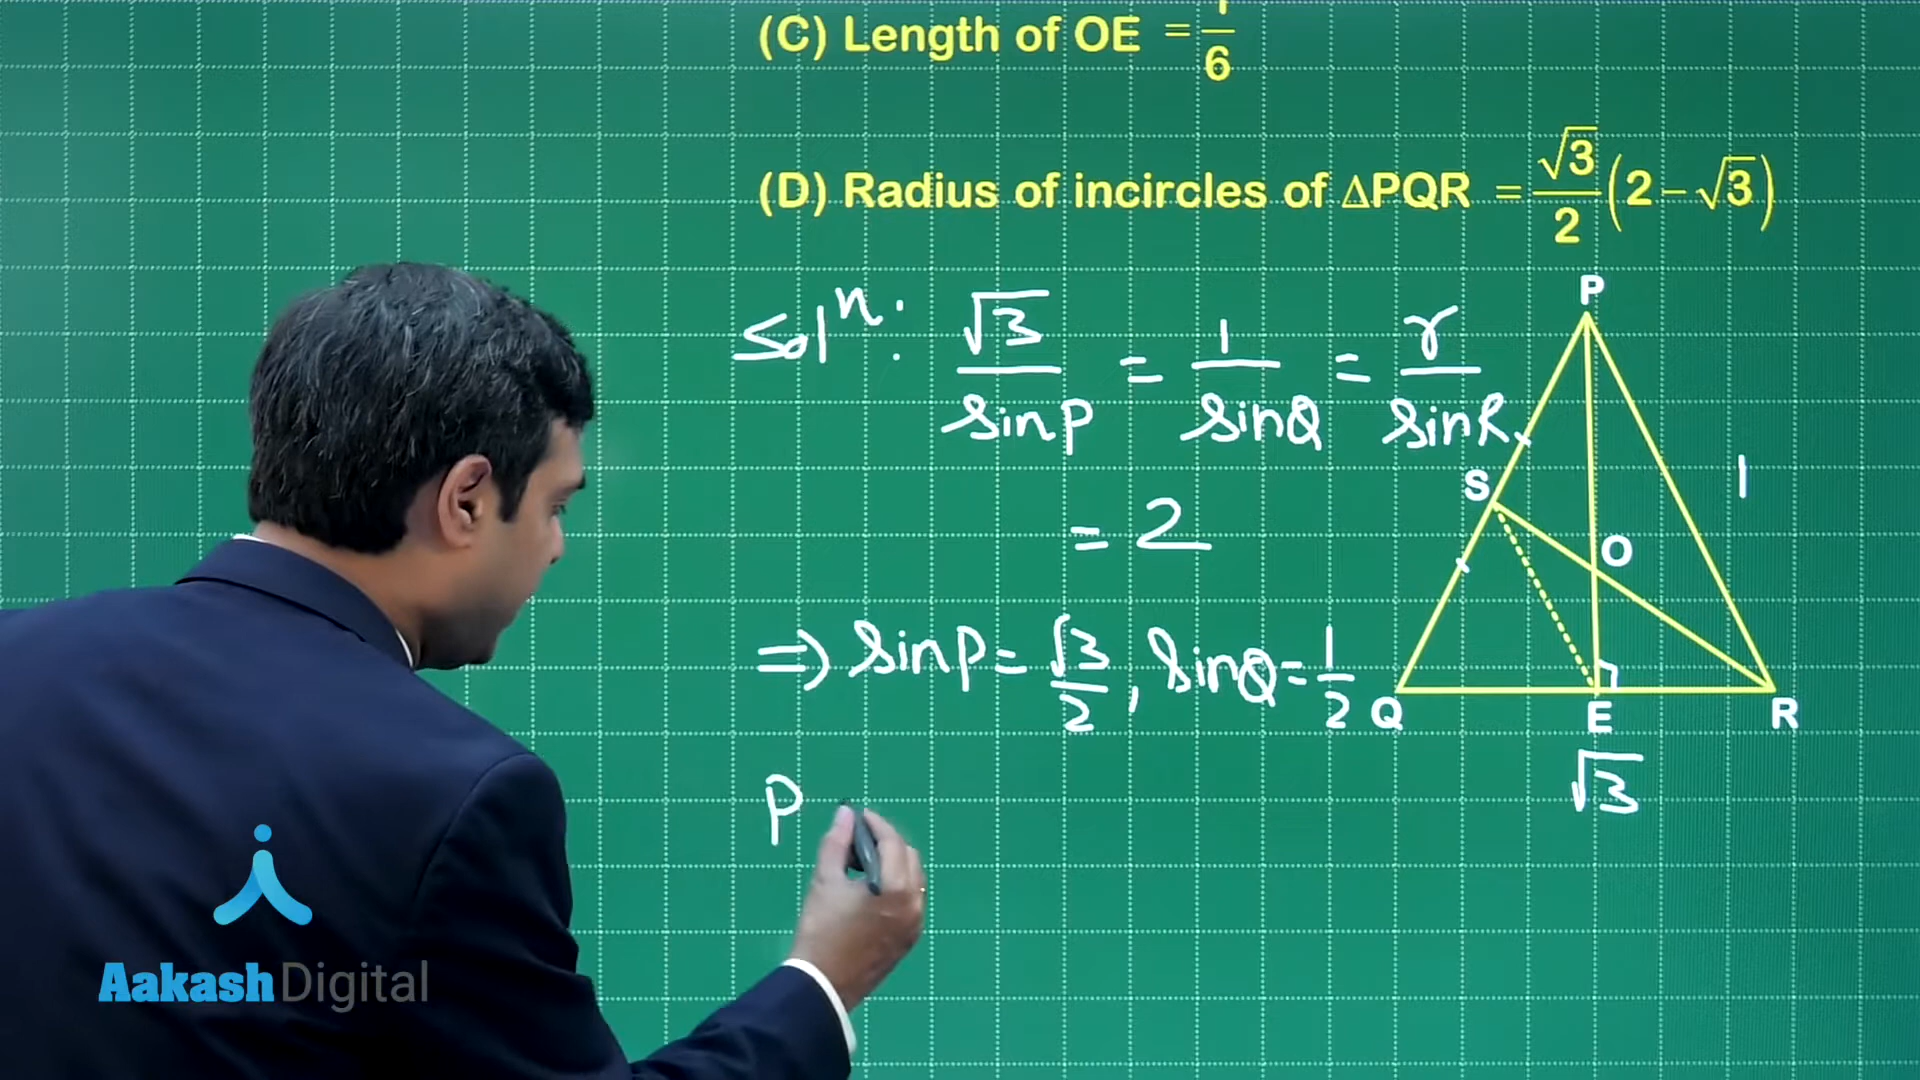 (C) Length of OE = 1/6
(D) Radius of incircles of ΔPQR = √3/2 (2 – √3)
Solⁿ: √3/sinP = 1/sinQ = r/sinR.
= 2
⇒ sinP = √3/2, sinQ = 1/2
P
P
S
1
O
Q
E
R
√3
Aakash Digital